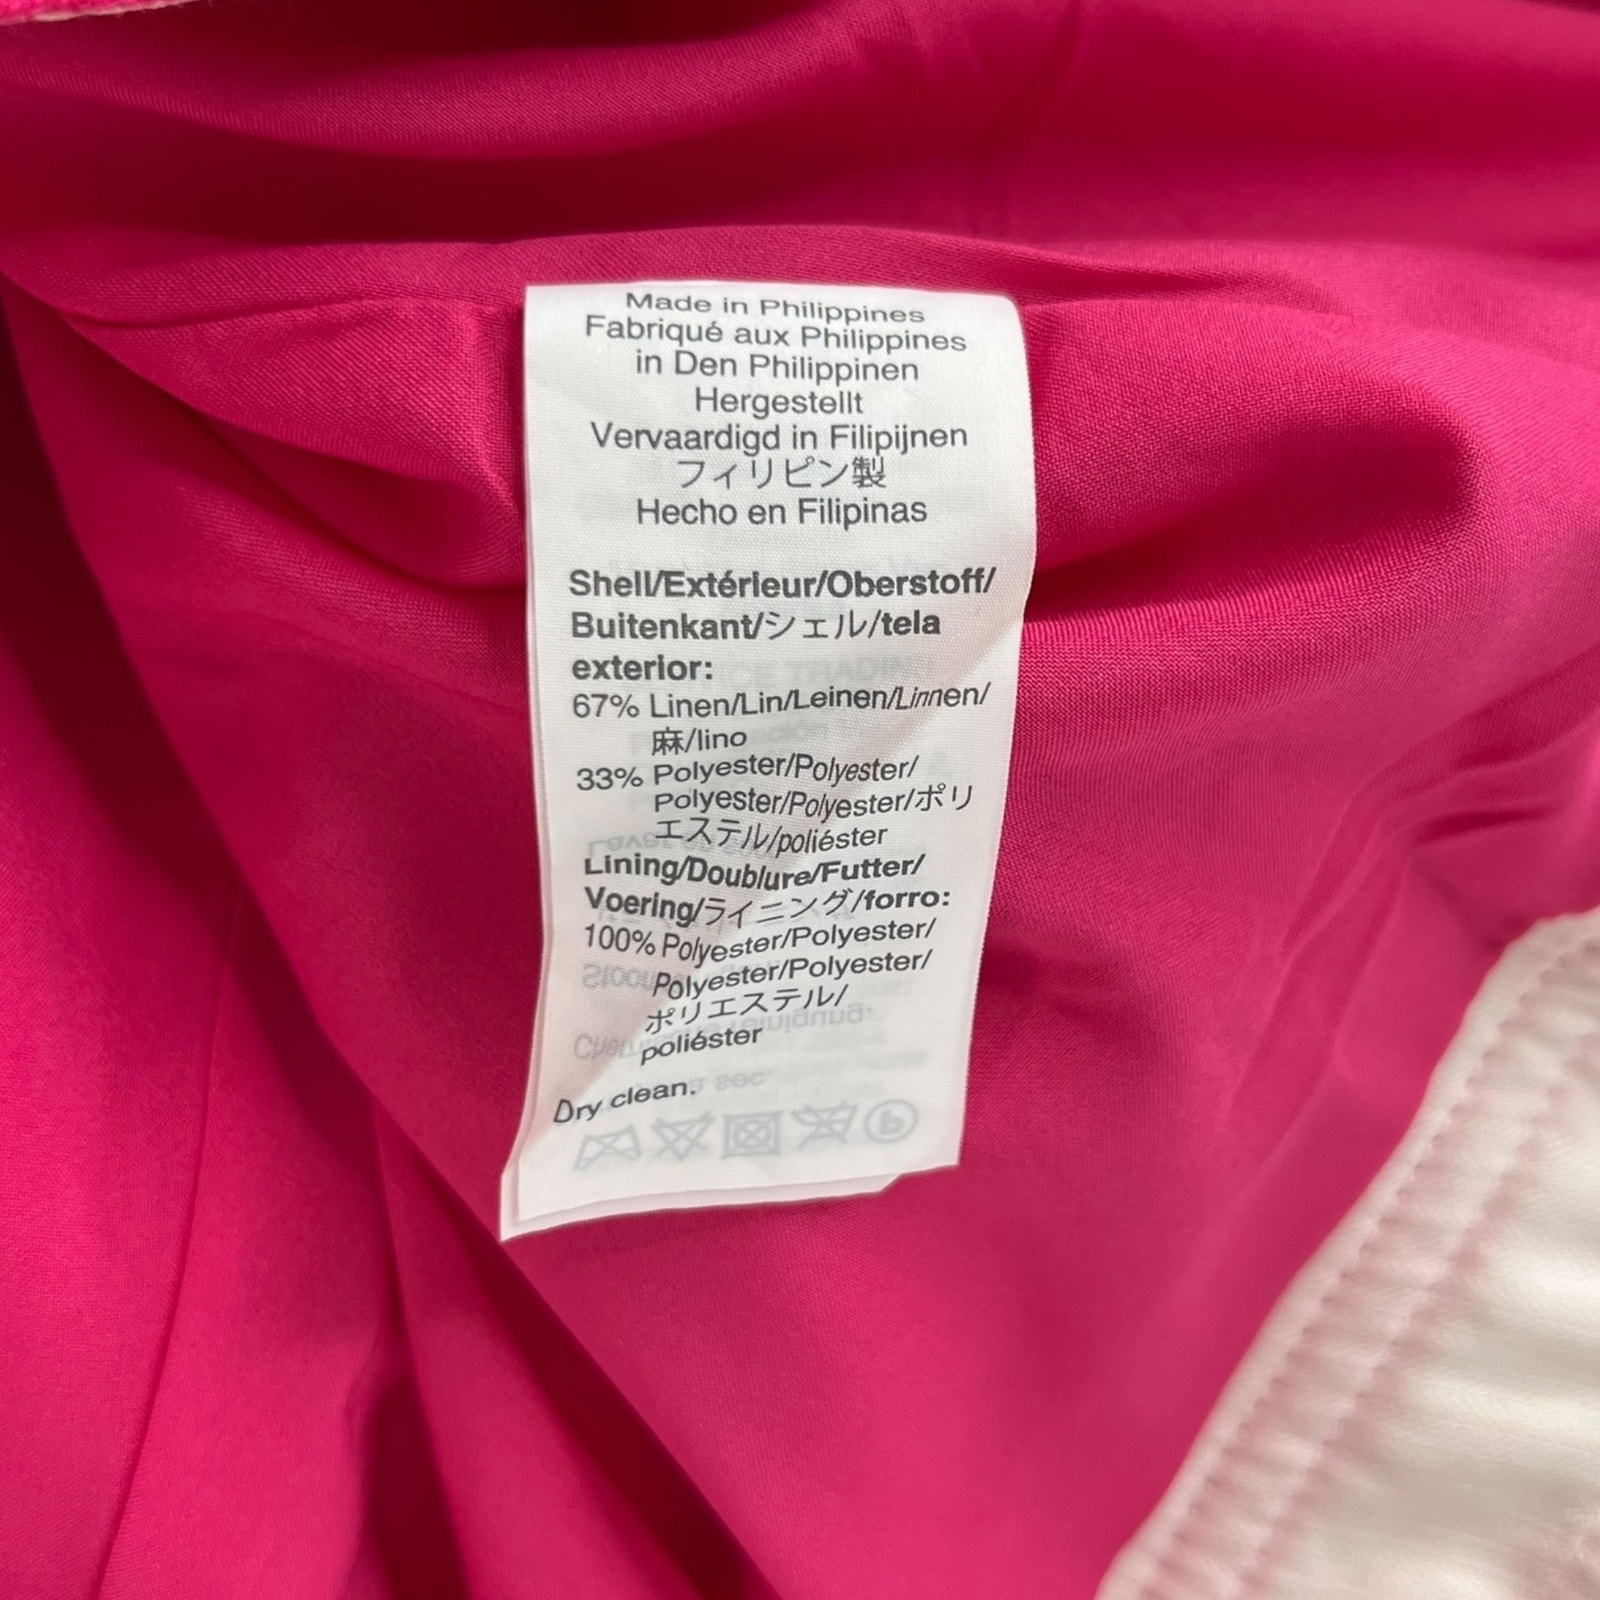 Made in Philippines
Fabriqué aux Philippines
in Den Philippinen
Hergestellt
Vervaardigd in Filipijnen
フィリピン製
Hecho en Filipinas
Shell/Extérieur/Oberstoff/
Buitenkant/シェル/tela
exterior:
67% Linen/Lin/Leinen/Linnen/
麻/lino
33% Polyester/Polyester/
Polyester/Polyester/ポリ
エステル/poliéster
Lining/Doublure/Futter/
Voering/ライニング/forro:
100% Polyester/Polyester/
Polyester/Polyester/
ポリエステル/
poliéster
Dry clean.